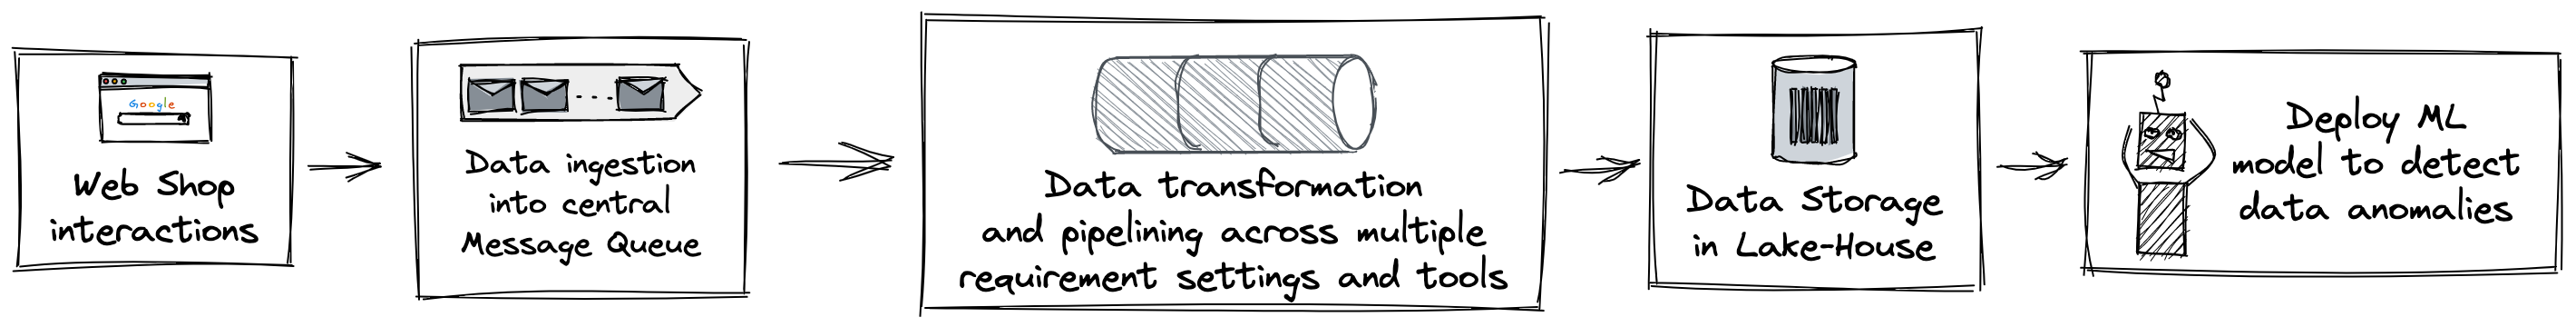 Google
Web Shop
interactions
Data ingestion
into central
Message Queue
Data transformation
and pipelining across multiple
requirement settings and tools
Data Storage
in Lake-House
Deploy ML
model to detect
data anomalies